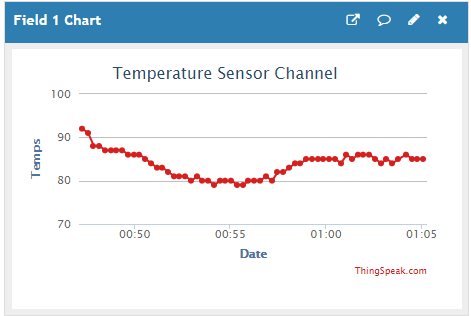 Field 1 Chart
Temperature Sensor Channel
100
90
80
70
Temps
00:50 00:55 01:00 01:05
Date
ThingSpeak.com